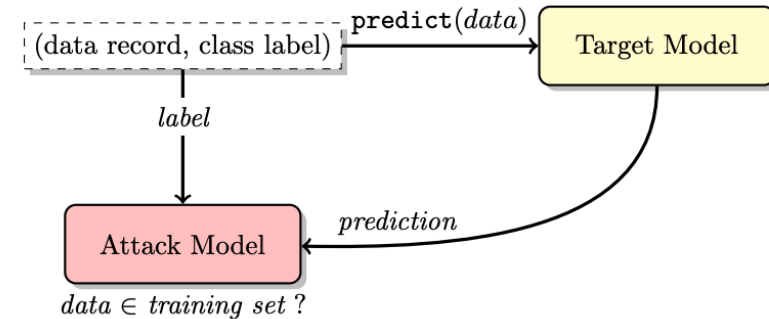 predict(data)
(data record, class label)
Target Model
label
prediction
Attack Model
data ∈ training set ?